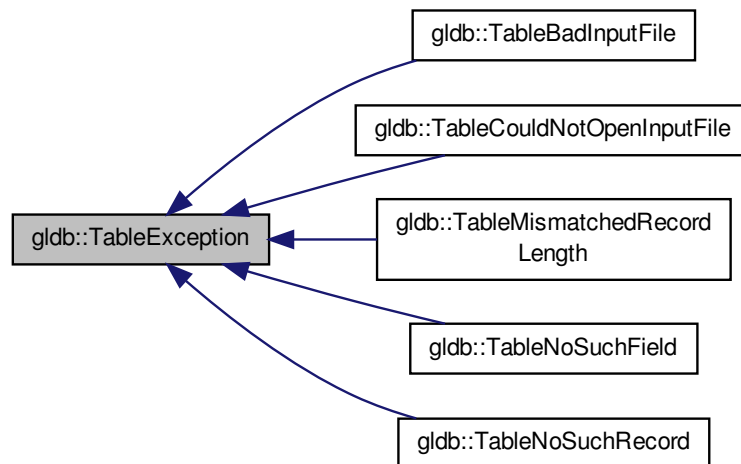 gldb::TableBadInputFile
gldb::TableCouldNotOpenInputFile
gldb::TableException
gldb::TableMismatchedRecord
Length
gldb::TableNoSuchField
gldb::TableNoSuchRecord